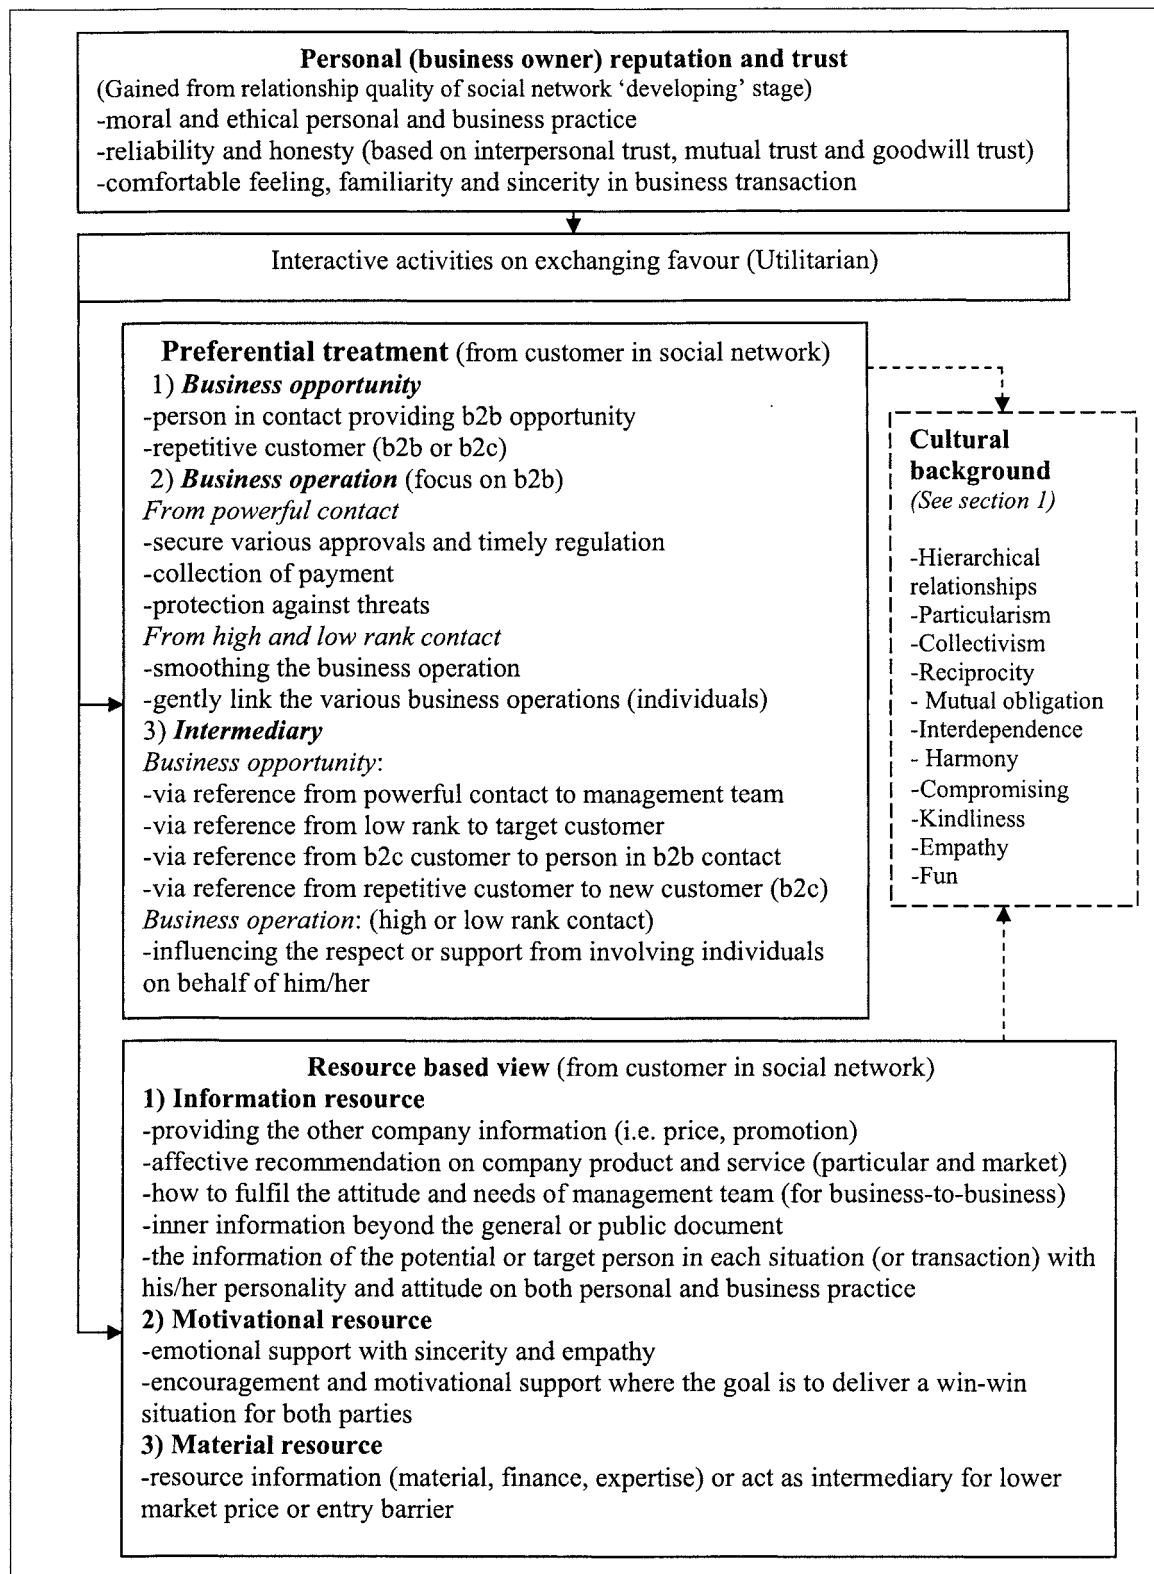 Personal (business owner) reputation and trust
(Gained from relationship quality of social network ‘developing’ stage)
-moral and ethical personal and business practice
-reliability and honesty (based on interpersonal trust, mutual trust and goodwill trust)
-comfortable feeling, familiarity and sincerity in business transaction
Interactive activities on exchanging favour (Utilitarian)
Preferential treatment (from customer in social network)
1) Business opportunity
-person in contact providing b2b opportunity
-repetitive customer (b2b or b2c)
2) Business operation (focus on b2b)
From powerful contact
-secure various approvals and timely regulation
-collection of payment
-protection against threats
From high and low rank contact
-smoothing the business operation
-gently link the various business operations (individuals)
3) Intermediary
Business opportunity:
-via reference from powerful contact to management team
-via reference from low rank to target customer
-via reference from b2c customer to person in b2b contact
-via reference from repetitive customer to new customer (b2c)
Business operation: (high or low rank contact)
-influencing the respect or support from involving individuals
on behalf of him/her
Cultural
background
(See section 1)
-Hierarchical
relationships
-Particularism
-Collectivism
-Reciprocity
- Mutual obligation
-Interdependence
- Harmony
-Compromising
-Kindliness
-Empathy
-Fun
Resource based view (from customer in social network)
1) Information resource
-providing the other company information (i.e. price, promotion)
-affective recommendation on company product and service (particular and market)
-how to fulfil the attitude and needs of management team (for business-to-business)
-inner information beyond the general or public document
-the information of the potential or target person in each situation (or transaction) with
his/her personality and attitude on both personal and business practice
2) Motivational resource
-emotional support with sincerity and empathy
-encouragement and motivational support where the goal is to deliver a win-win
situation for both parties
3) Material resource
-resource information (material, finance, expertise) or act as intermediary for lower
market price or entry barrier